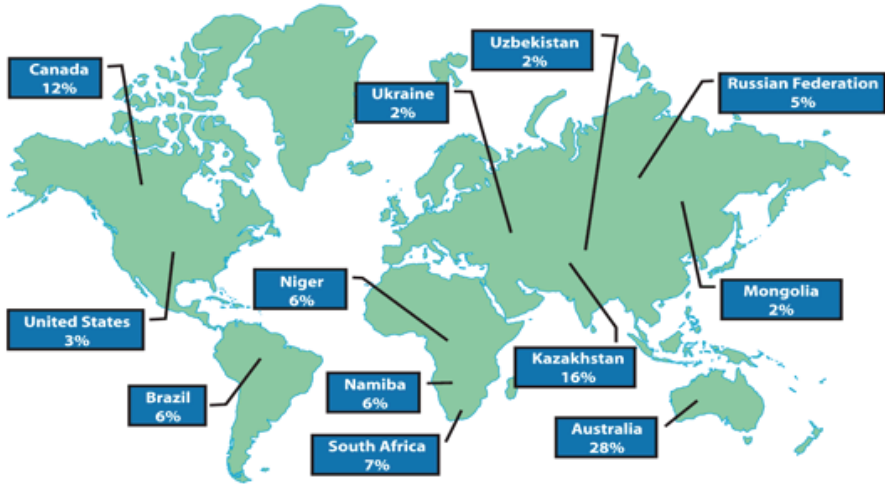 Uzbekistan
2%
Canada
12%
Ukraine
2%
Russian Federation
5%
Niger
6%
Mongolia
2%
United States
3%
Kazakhstan
16%
Namiba
6%
Brazil
6%
Australia
28%
South Africa
7%